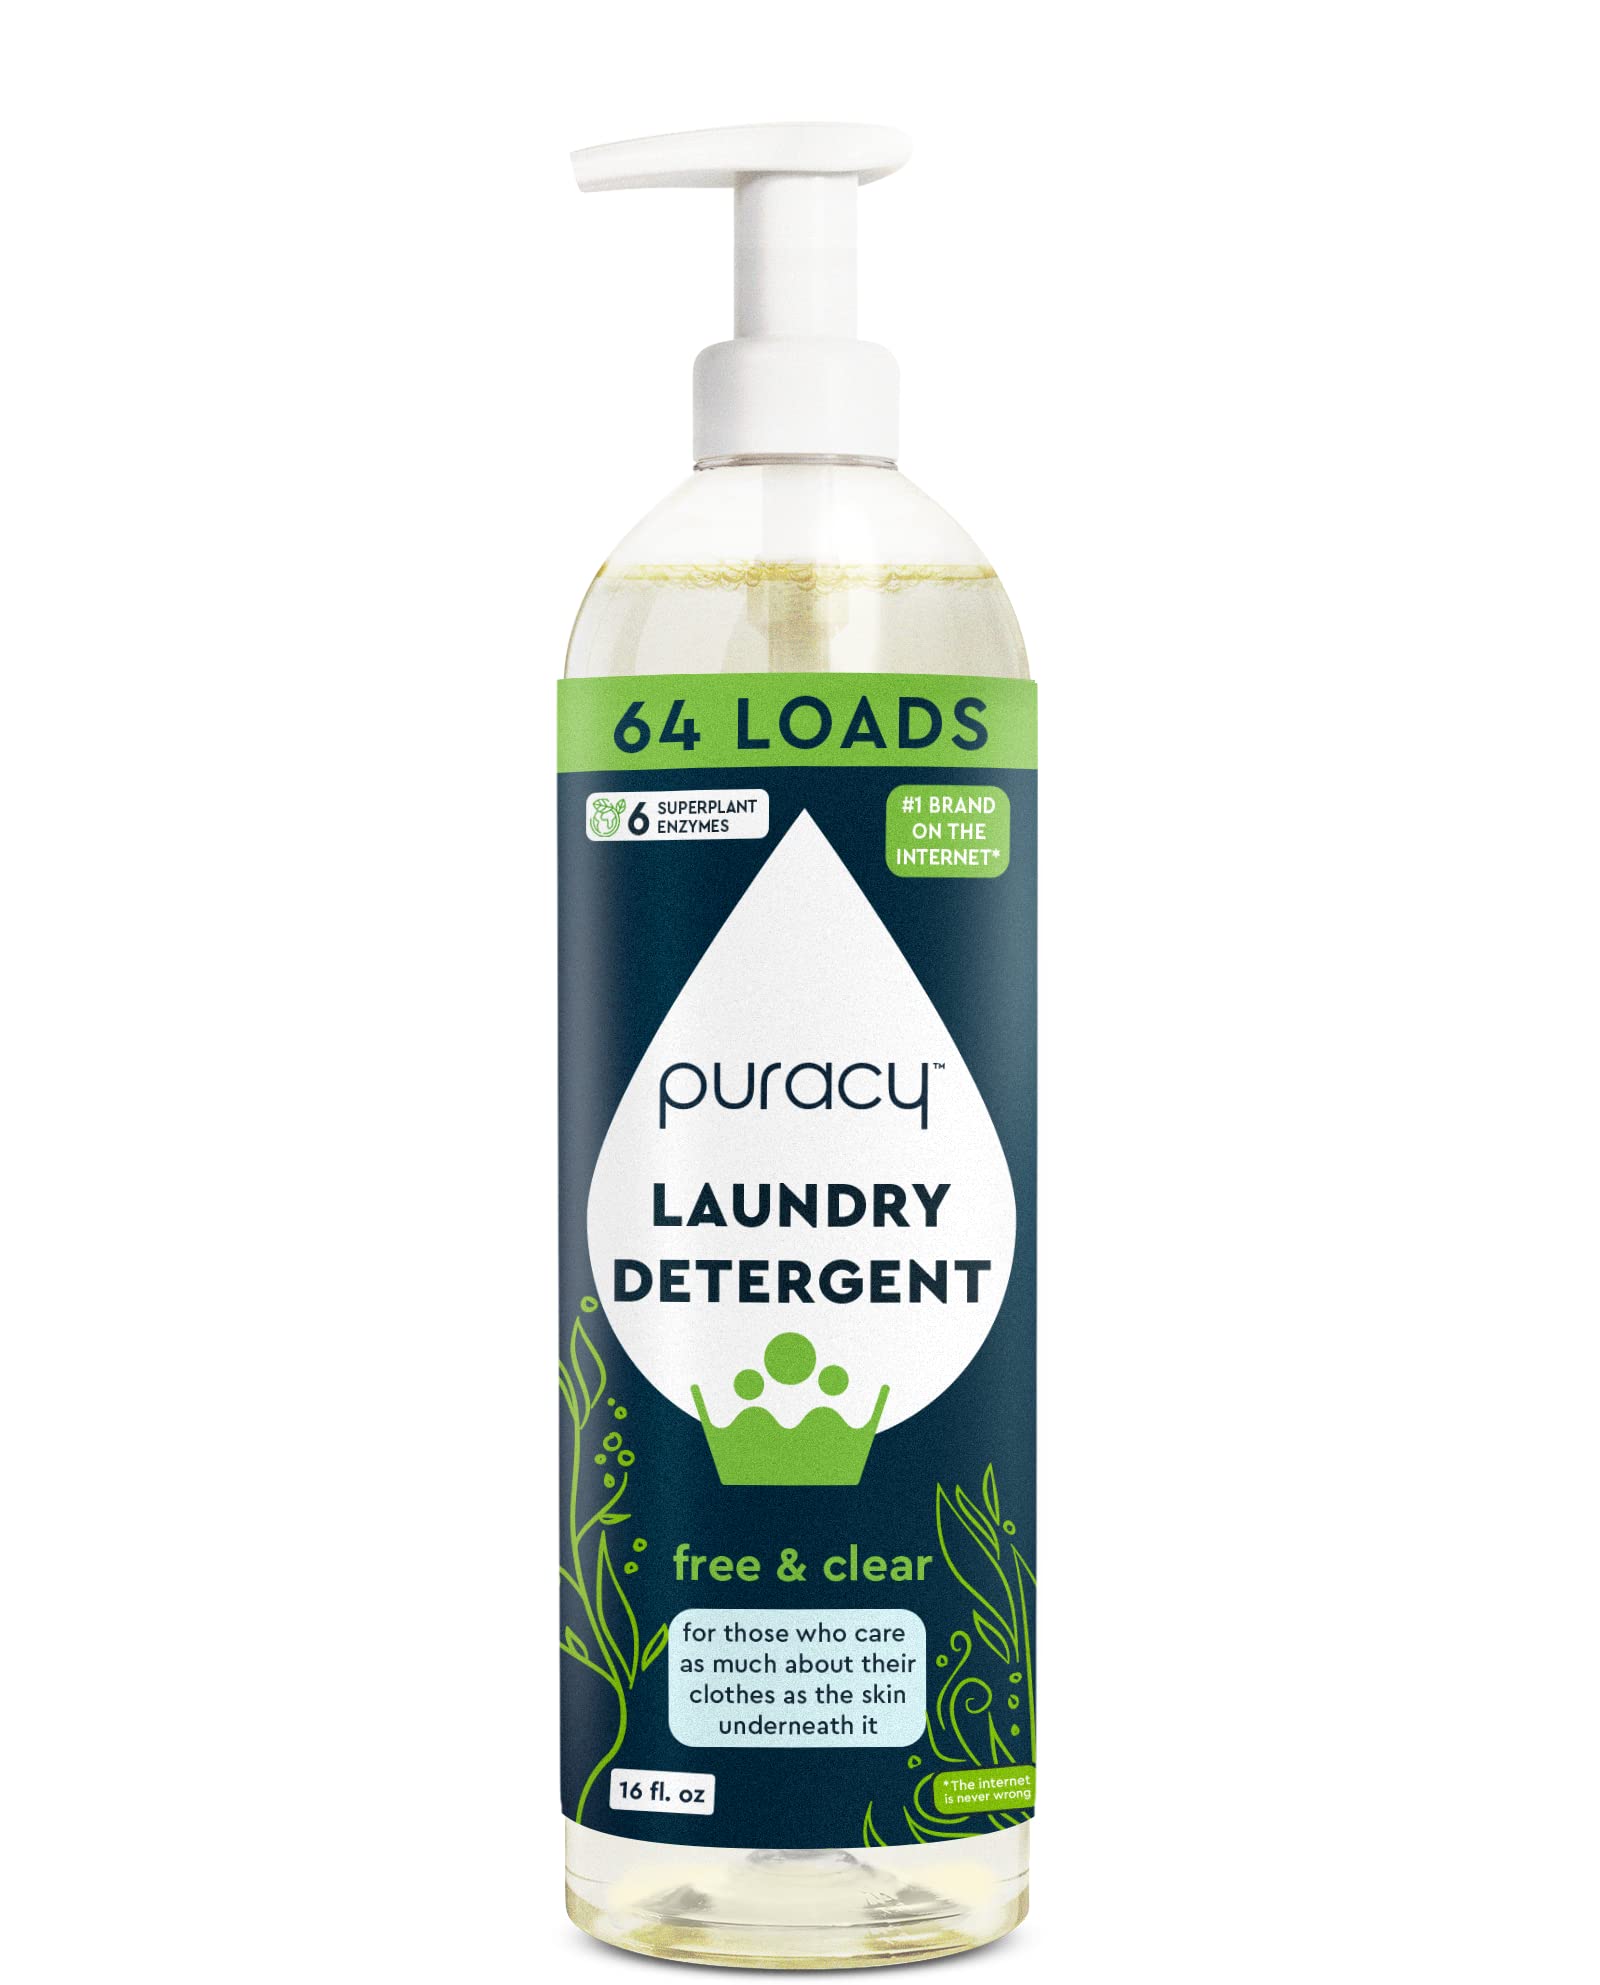 64 LOADS
6 SUPERPLANT
ENZYMES
#1 BRAND
ON THE
INTERNET*
puracy™
LAUNDRY
DETERGENT
free & clear
for those who care
as much about their
clothes as the skin
underneath it
16 fl. oz
*The internet
is never wrong